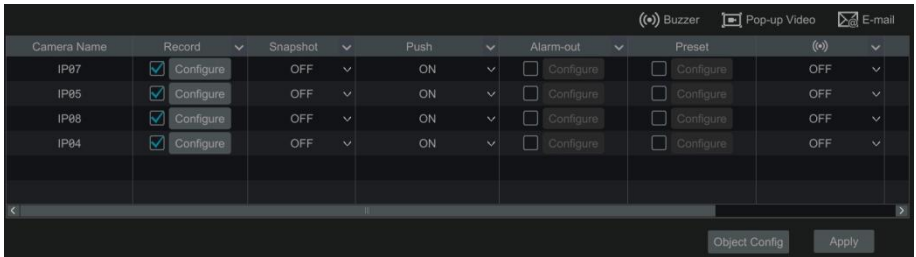 Buzzer Pop-up Video E-mail
Camera Name Record Snapshot Push Alarm-out Preset
IP07 Configure OFF ON Configure Configure OFF
IP05 Configure OFF ON Configure Configure OFF
IP08 Configure OFF ON Configure Configure OFF
IP04 Configure OFF ON Configure Configure OFF
Object Config Apply